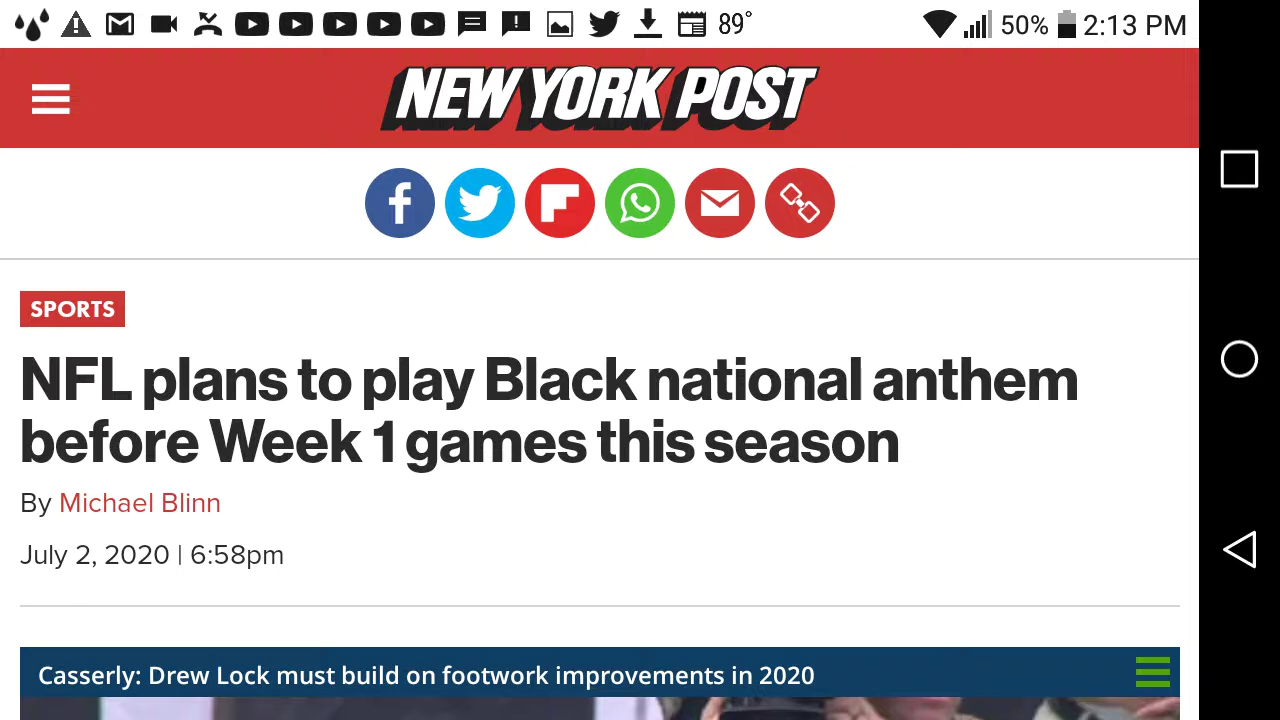 89°
50%
2:13 PM
NEW YORK POST
SPORTS
NFL plans to play Black national anthem
before Week 1 games this season
By Michael Blinn
July 2, 2020 | 6:58pm
Casserly: Drew Lock must build on footwork improvements in 2020